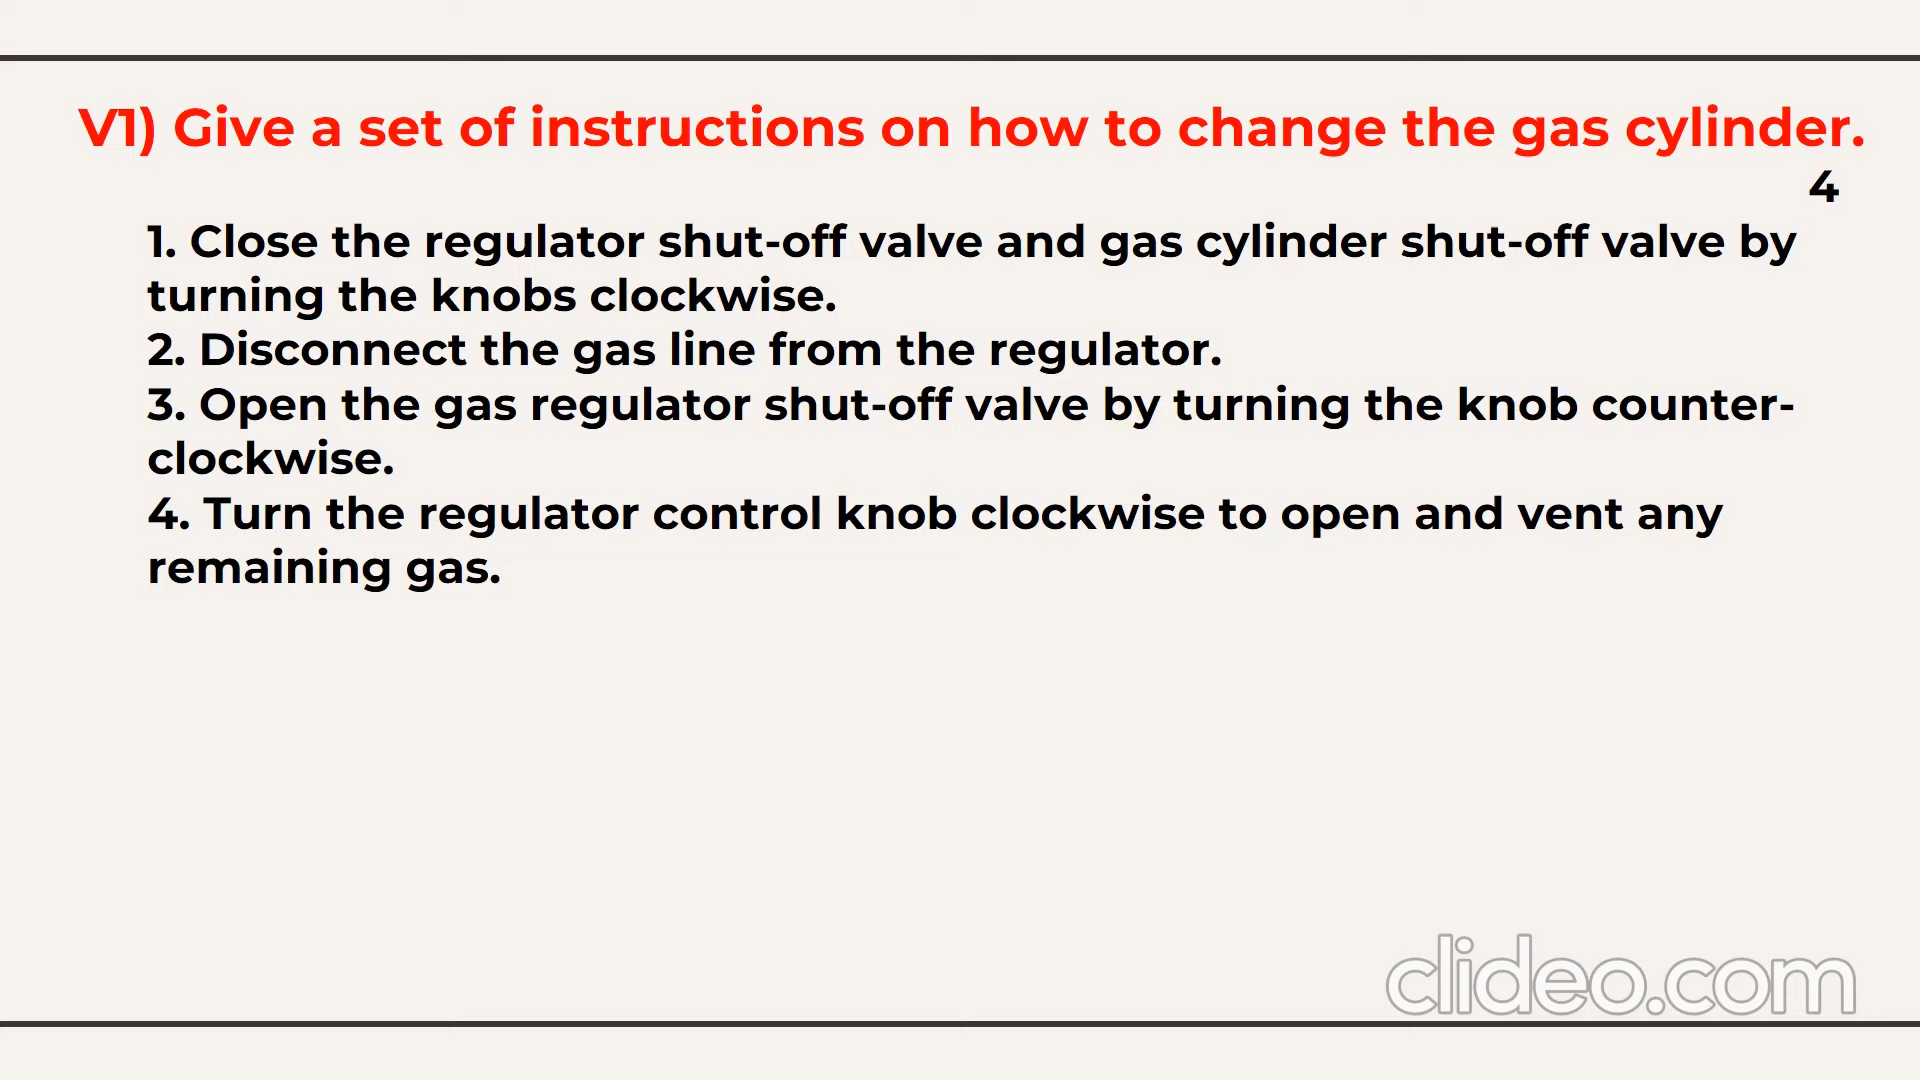 V1) Give a set of instructions on how to change the gas cylinder.
4
1. Close the regulator shut-off valve and gas cylinder shut-off valve by
turning the knobs clockwise.
2. Disconnect the gas line from the regulator.
3. Open the gas regulator shut-off valve by turning the knob counter-
clockwise.
4. Turn the regulator control knob clockwise to open and vent any
remaining gas.
clideo.com